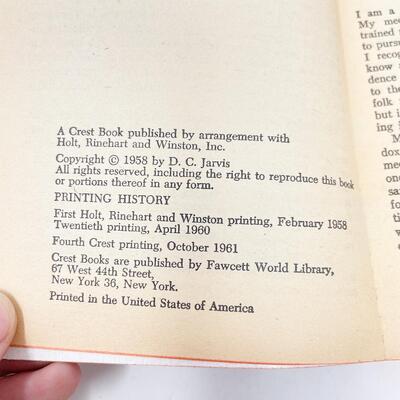 A Crest Book published by arrangement with
Holt, Rinehart and Winston, Inc.
Copyright © 1958 by D. C. Jarvis
All rights reserved, including the right to reproduce this book
or portions thereof in any form.
PRINTING HISTORY
First Holt, Rinehart and Winston printing, February 1958
Twentieth printing, April 1960
Fourth Crest printing, October 1961
Crest Books are published by Fawcett World Library,
67 West 44th Street,
New York 36, New York.
Printed in the United States of America
I am a
My me
trained
to pursu
I recog
know a
dence
to the
folk
but i
ing i
M
dox
me
one
sa
fo
ti
w